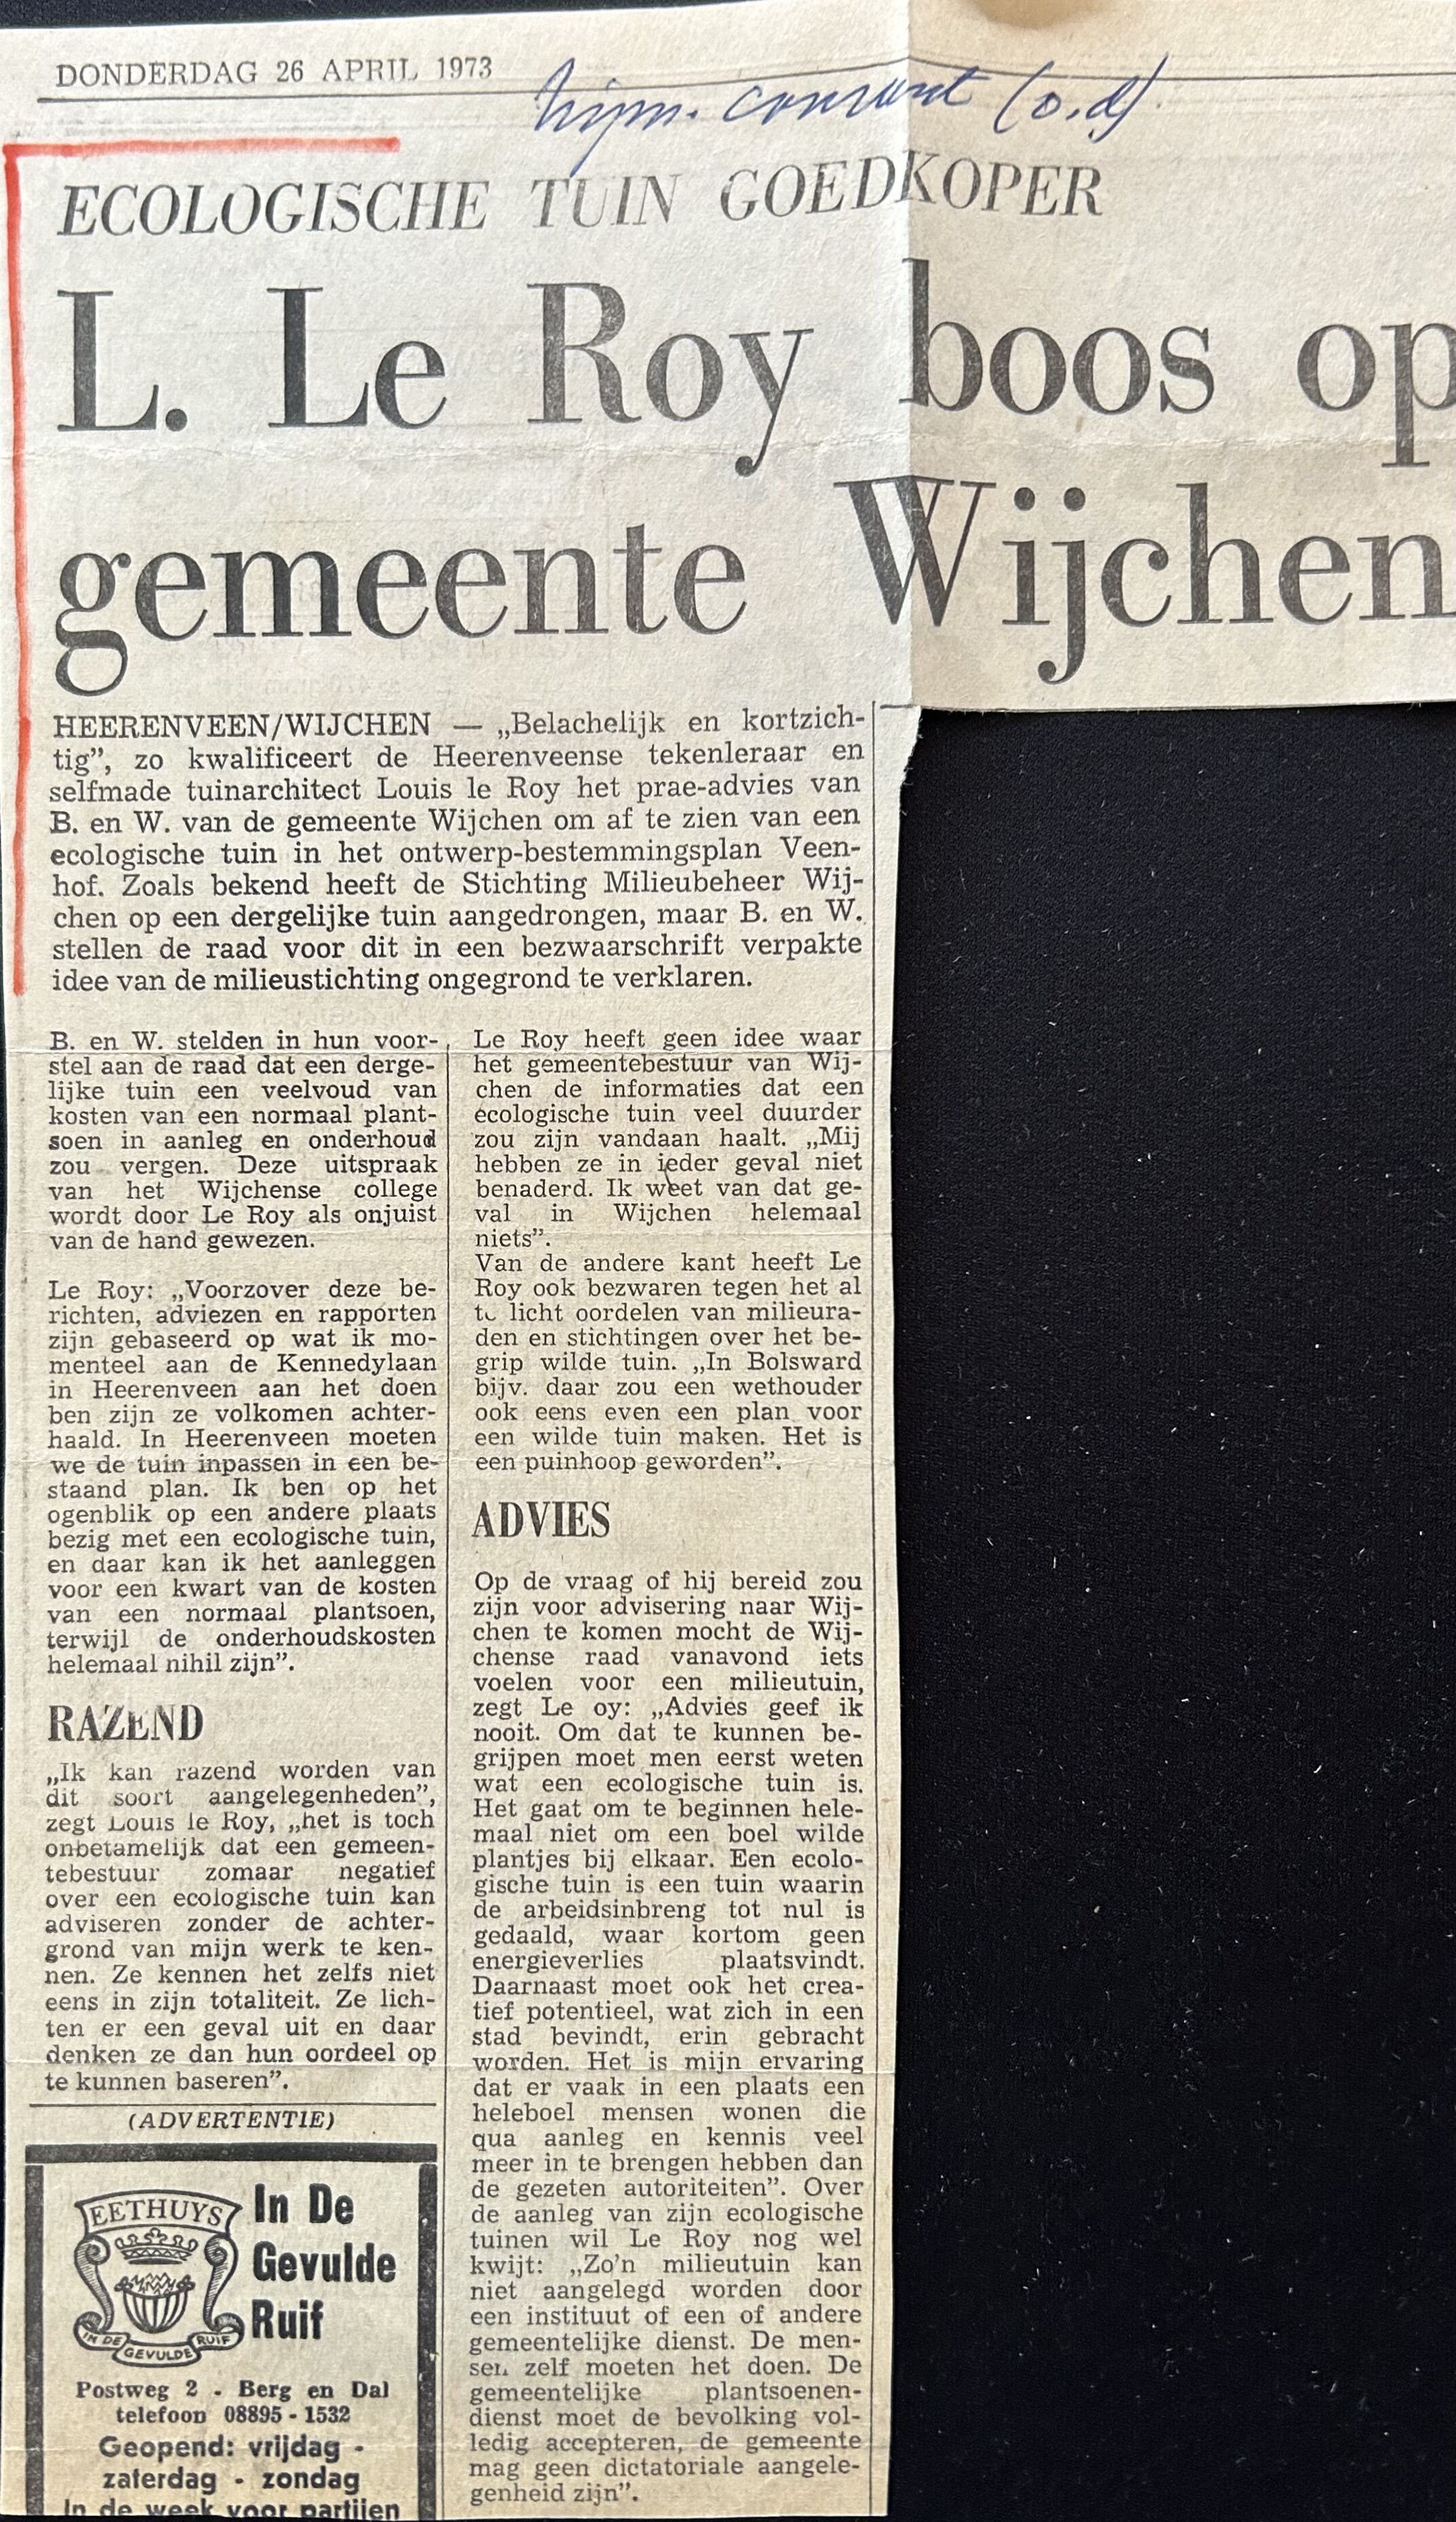 DONDERDAG 26 APRIL 1973
Nijm. courant (o.d)
ECOLOGISCHE TUIN GOEDKOPER
L. Le Roy boos op
gemeente Wijchen
HEERENVEEN/WIJCHEN — „Belachelijk en kortzich-
tig”, zo kwalificeert de Heerenveense tekenleraar en
selfmade tuinarchitect Louis le Roy het prae-advies van
B. en W. van de gemeente Wijchen om af te zien van een
ecologische tuin in het ontwerp-bestemmingsplan Veen-
hof. Zoals bekend heeft de Stichting Milieubeheer Wij-
chen op een dergelijke tuin aangedrongen, maar B. en W.
stellen de raad voor dit in een bezwaarschrift verpakte
idee van de milieustichting ongegrond te verklaren.
B. en W. stelden in hun voor-
stel aan de raad dat een derge-
lijke tuin een veelvoud van
kosten van een normaal plant-
soen in aanleg en onderhoud
zou vergen. Deze uitspraak
van het Wijchense college
wordt door Le Roy als onjuist
van de hand gewezen.
Le Roy: „Voorzover deze be-
richten, adviezen en rapporten
zijn gebaseerd op wat ik mo-
menteel aan de Kennedylaan
in Heerenveen aan het doen
ben zijn ze volkomen achter-
haald. In Heerenveen moeten
we de tuin inpassen in een be-
staand plan. Ik ben op het
ogenblik op een andere plaats
bezig met een ecologische tuin,
en daar kan ik het aanleggen
voor een kwart van de kosten
van een normaal plantsoen,
terwijl de onderhoudskosten
helemaal nihil zijn”.
RAZEND
„Ik kan razend worden van
dit soort aangelegenheden”,
zegt Louis le Roy, „het is toch
onbetamelijk dat een gemeen-
tebestuur zomaar negatief
over een ecologische tuin kan
adviseren zonder de achter-
grond van mijn werk te ken-
nen. Ze kennen het zelfs niet
eens in zijn totaliteit. Ze lich-
ten er een geval uit en daar
denken ze dan hun oordeel op
te kunnen baseren”.
(ADVERTENTIE)
EETHUYS
IN DE GEVULDE RUIF
In De
Gevulde
Ruif
Postweg 2 - Berg en Dal
telefoon 08895 - 1532
Geopend: vrijdag -
zaterdag - zondag
In de week voor partijen
Le Roy heeft geen idee waar
het gemeentebestuur van Wij-
chen de informaties dat een
ecologische tuin veel duurder
zou zijn vandaan haalt. „Mij
hebben ze in ieder geval niet
benaderd. Ik weet van dat ge-
val in Wijchen helemaal
niets”.
Van de andere kant heeft Le
Roy ook bezwaren tegen het al
te licht oordelen van milieura-
den en stichtingen over het be-
grip wilde tuin. „In Bolsward
bijv. daar zou een wethouder
ook eens even een plan voor
een wilde tuin maken. Het is
een puinhoop geworden”.
ADVIES
Op de vraag of hij bereid zou
zijn voor advisering naar Wij-
chen te komen mocht de Wij-
chense raad vanavond iets
voelen voor een milieutuin,
zegt Le oy: „Advies geef ik
nooit. Om dat te kunnen be-
grijpen moet men eerst weten
wat een ecologische tuin is.
Het gaat om te beginnen hele-
maal niet om een boel wilde
plantjes bij elkaar. Een ecolo-
gische tuin is een tuin waarin
de arbeidsinbreng tot nul is
gedaald, waar kortom geen
energieverlies plaatsvindt.
Daarnaast moet ook het crea-
tief potentieel, wat zich in een
stad bevindt, erin gebracht
worden. Het is mijn ervaring
dat er vaak in een plaats een
heleboel mensen wonen die
qua aanleg en kennis veel
meer in te brengen hebben dan
de gezeten autoriteiten”. Over
de aanleg van zijn ecologische
tuinen wil Le Roy nog wel
kwijt: „Zo'n milieutuin kan
niet aangelegd worden door
een instituut of een of andere
gemeentelijke dienst. De men-
sen zelf moeten het doen. De
gemeentelijke plantsoenen-
dienst moet de bevolking vol-
ledig accepteren, de gemeente
mag geen dictatoriale aangele-
genheid zijn”.